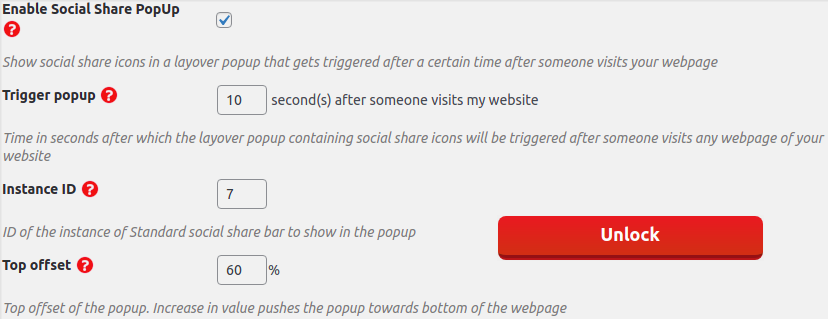 Enable Social Share PopUp
?
Show social share icons in a layover popup that gets triggered after a certain time after someone visits your webpage
Trigger popup ? 10 second(s) after someone visits my website
Time in seconds after which the layover popup containing social share icons will be triggered after someone visits any webpage of your
website
Instance ID ? 7
ID of the instance of Standard social share bar to show in the popup
Unlock
Top offset ? 60 %
Top offset of the popup. Increase in value pushes the popup towards bottom of the webpage